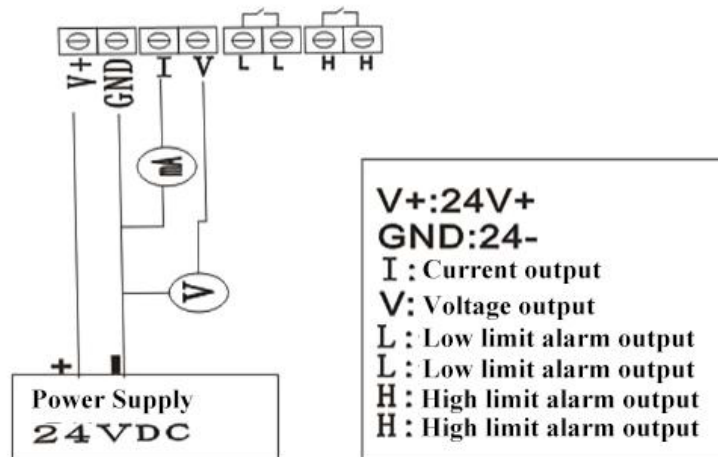 V+ GND I V L L H H
mA
V
+ -
Power Supply
24VDC
V+:24V+
GND:24-
I: Current output
V: Voltage output
L: Low limit alarm output
L: Low limit alarm output
H: High limit alarm output
H: High limit alarm output